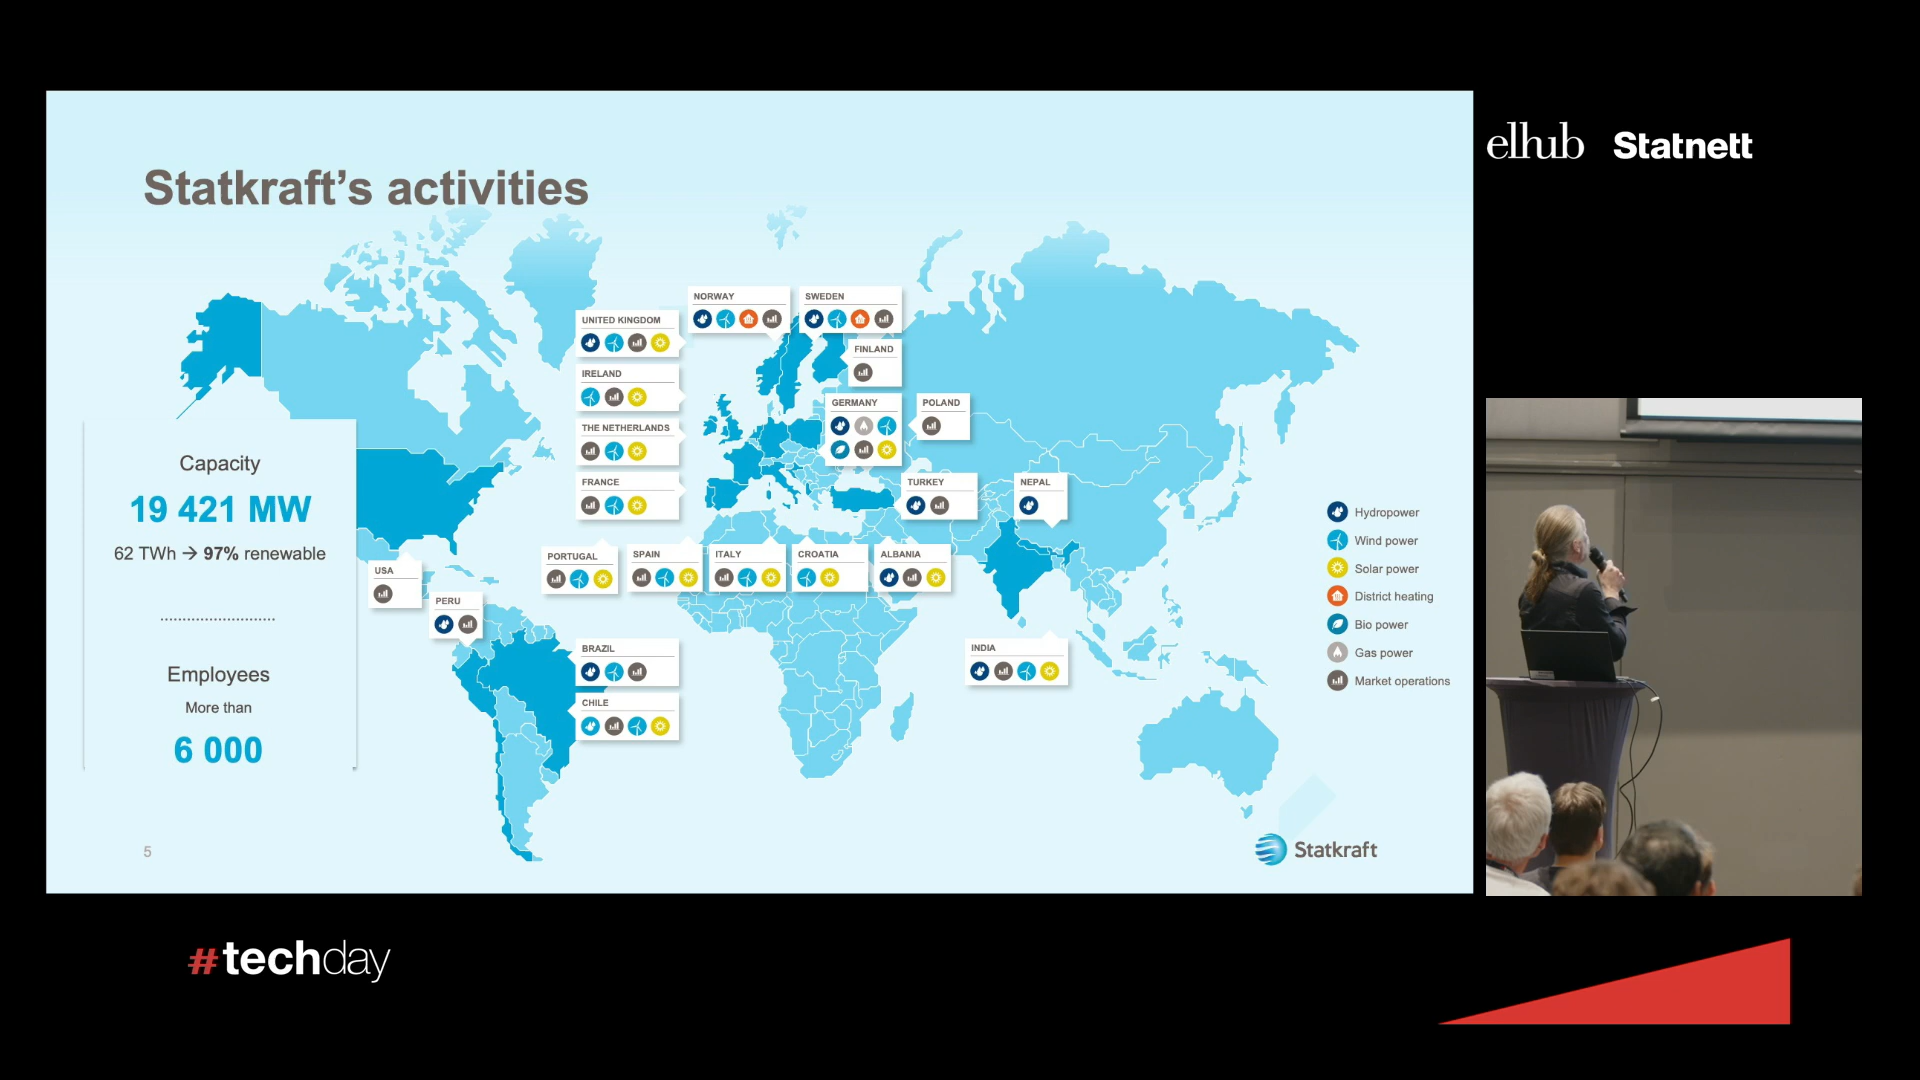 elhub Statnett
Statkraft's activities
NORWAY
SWEDEN
UNITED KINGDOM
FINLAND
IRELAND
GERMANY
POLAND
THE NETHERLANDS
FRANCE
TURKEY
NEPAL
PORTUGAL
SPAIN
ITALY
CROATIA
ALBANIA
USA
PERU
BRAZIL
INDIA
CHILE
Capacity
19 421 MW
62 TWh → 97% renewable
Employees
More than
6 000
Hydropower
Wind power
Solar power
District heating
Bio power
Gas power
Market operations
5
Statkraft
#techday